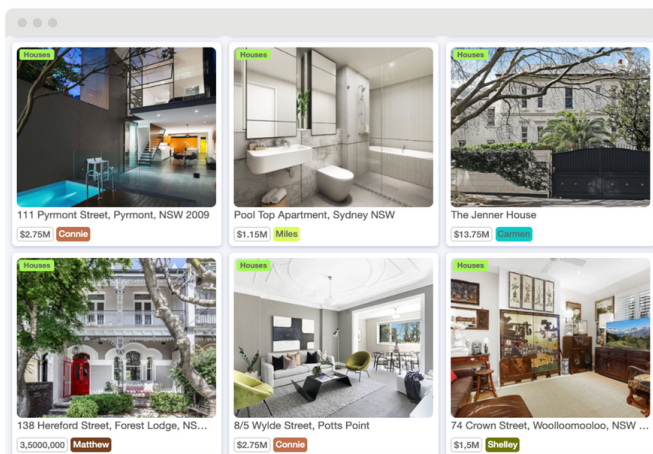 Houses
Houses
Houses
111 Pyrmont Street, Pyrmont, NSW 2009
Pool Top Apartment, Sydney NSW
The Jenner House
$2.75M Connie
$1.15M Miles
$13.75M Carmen
Houses
Houses
Houses
138 Hereford Street, Forest Lodge, NS...
8/5 Wylde Street, Potts Point
74 Crown Street, Woolloomooloo, NSW ...
3,5000,000 Matthew
$2.75M Connie
$1,5M Shelley